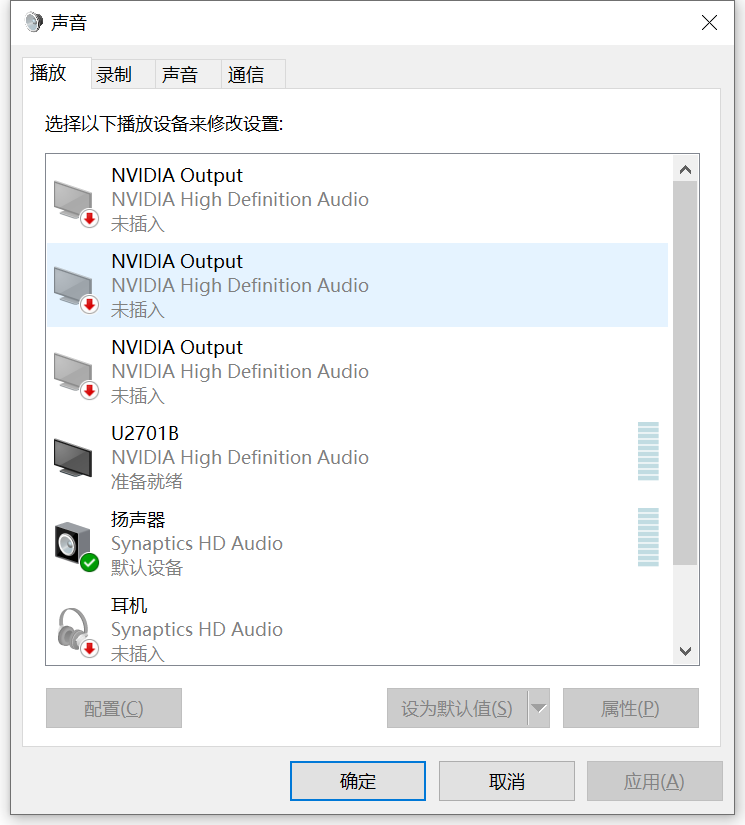 声音
播放
录制
声音
通信
选择以下播放设备来修改设置:
NVIDIA Output
NVIDIA High Definition Audio
未插入
NVIDIA Output
NVIDIA High Definition Audio
未插入
NVIDIA Output
NVIDIA High Definition Audio
未插入
U2701B
NVIDIA High Definition Audio
准备就绪
扬声器
Synaptics HD Audio
默认设备
耳机
Synaptics HD Audio
未插入
配置(C)
设为默认值(S)
属性(P)
确定
取消
应用(A)